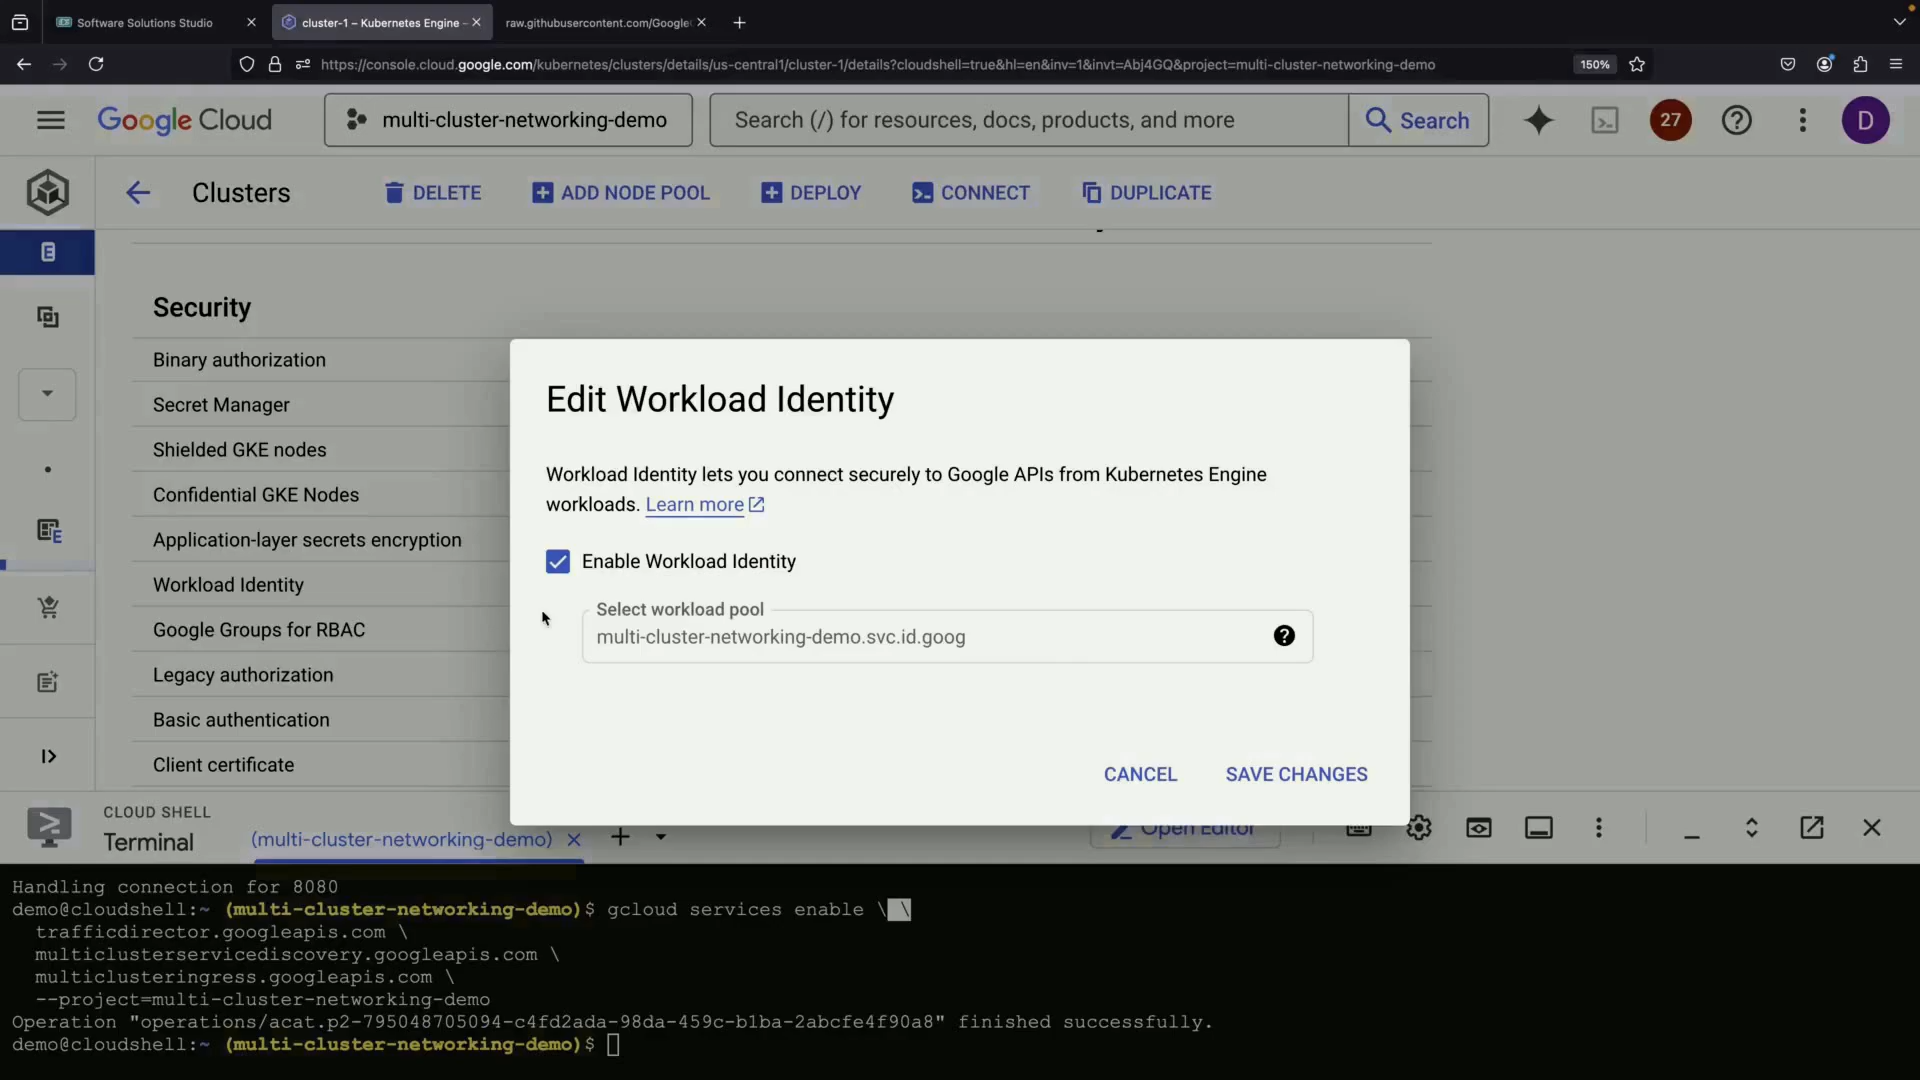 Software Solutions Studio
cluster-1 – Kubernetes Engine –
raw.githubusercontent.com/Google
https://console.cloud.google.com/kubernetes/clusters/details/us-central1/cluster-1/details?cloudshell=true&hl=en&inv=1&invt=Abj4GQ&project=multi-cluster-networking-demo
150%
Google Cloud
multi-cluster-networking-demo
Search (/) for resources, docs, products, and more
Search
27
D
Clusters
DELETE
ADD NODE POOL
DEPLOY
CONNECT
DUPLICATE
Security
Binary authorization
Secret Manager
Shielded GKE nodes
Confidential GKE Nodes
Application-layer secrets encryption
Workload Identity
Google Groups for RBAC
Legacy authorization
Basic authentication
Client certificate
Edit Workload Identity
Workload Identity lets you connect securely to Google APIs from Kubernetes Engine
workloads. Learn more
Enable Workload Identity
Select workload pool
multi-cluster-networking-demo.svc.id.goog
CANCEL
SAVE CHANGES
CLOUD SHELL
Terminal
(multi-cluster-networking-demo)
Open Editor
Handling connection for 8080
demo@cloudshell:~ (multi-cluster-networking-demo)$ gcloud services enable \ \
trafficdirector.googleapis.com \
multiclusterservicediscovery.googleapis.com \
multiclusteringress.googleapis.com \
--project=multi-cluster-networking-demo
Operation "operations/acat.p2-795048705094-c4fd2ada-98da-459c-b1ba-2abcfe4f90a8" finished successfully.
demo@cloudshell:~ (multi-cluster-networking-demo)$